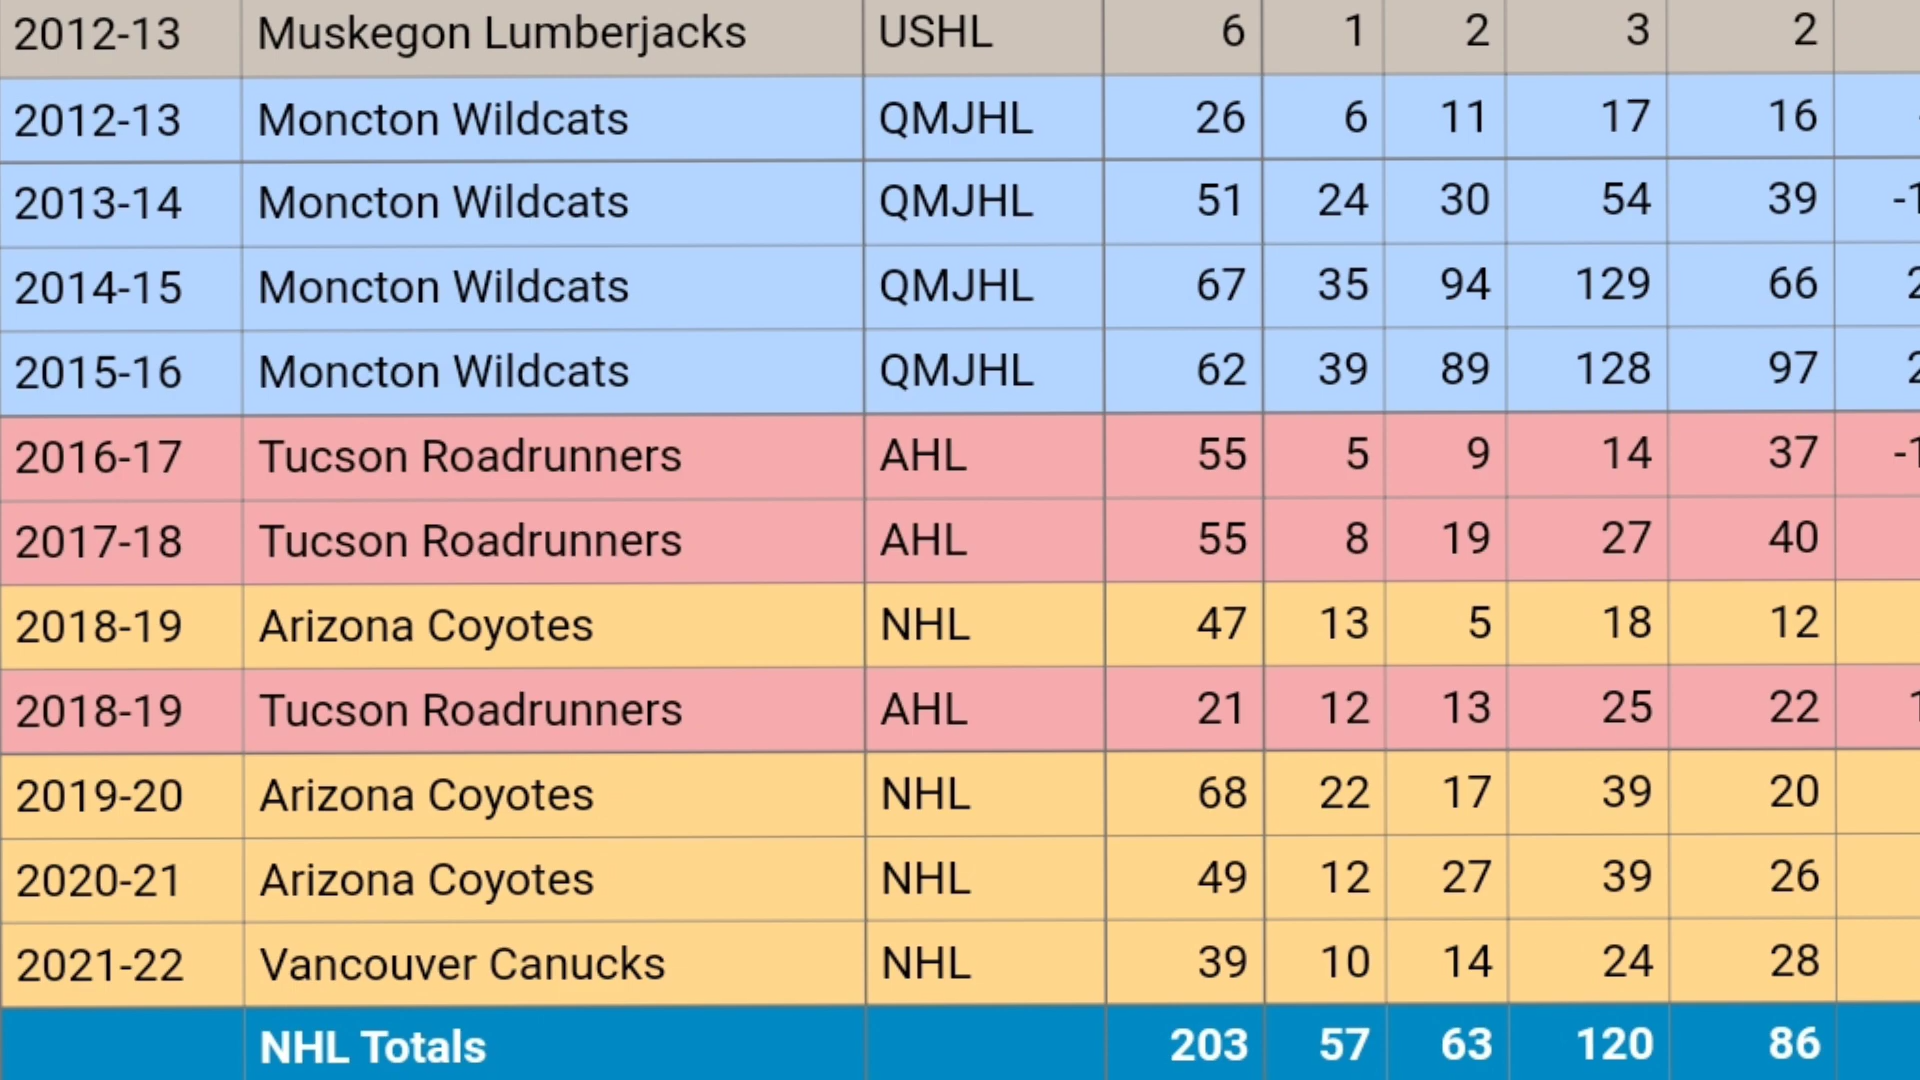 2012-13 Muskegon Lumberjacks USHL 6 1 2 3 2
2012-13 Moncton Wildcats QMJHL 26 6 11 17 16
2013-14 Moncton Wildcats QMJHL 51 24 30 54 39 -1
2014-15 Moncton Wildcats QMJHL 67 35 94 129 66 2
2015-16 Moncton Wildcats QMJHL 62 39 89 128 97 2
2016-17 Tucson Roadrunners AHL 55 5 9 14 37 -1
2017-18 Tucson Roadrunners AHL 55 8 19 27 40
2018-19 Arizona Coyotes NHL 47 13 5 18 12
2018-19 Tucson Roadrunners AHL 21 12 13 25 22 1
2019-20 Arizona Coyotes NHL 68 22 17 39 20
2020-21 Arizona Coyotes NHL 49 12 27 39 26
2021-22 Vancouver Canucks NHL 39 10 14 24 28
NHL Totals 203 57 63 120 86